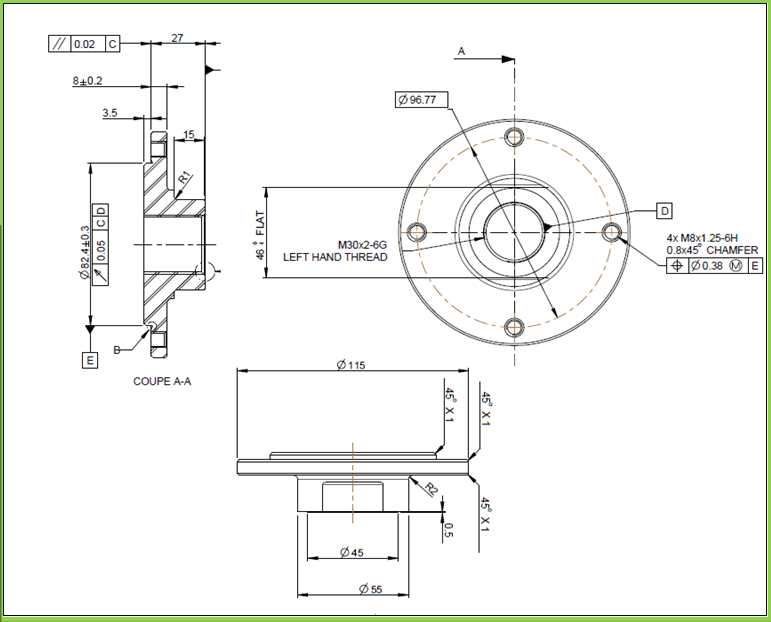 // 0.02 C
27
8±0.2
3.5
15
R1
Ø82.4±0.3
0.05 C D
E
B
COUPE A-A
A
Ø96.77
46 FLAT
M30x2-6G
LEFT HAND THREAD
D
4x M8x1.25-6H
0.8x45° CHAMFER
Ø0.38 Ⓜ E
Ø115
45° X 1
45° X 1
45° X 1
R2
0.5
Ø45
Ø55